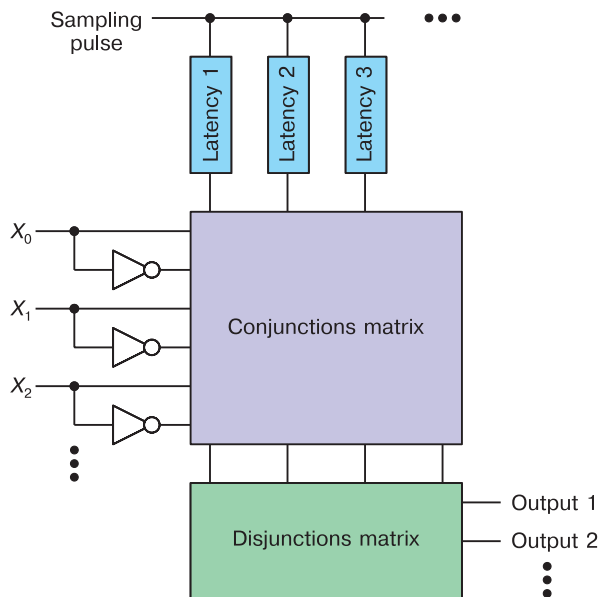 Sampling
pulse
Latency 1
Latency 2
Latency 3
X0
X1
X2
Conjunctions matrix
Disjunctions matrix
Output 1
Output 2